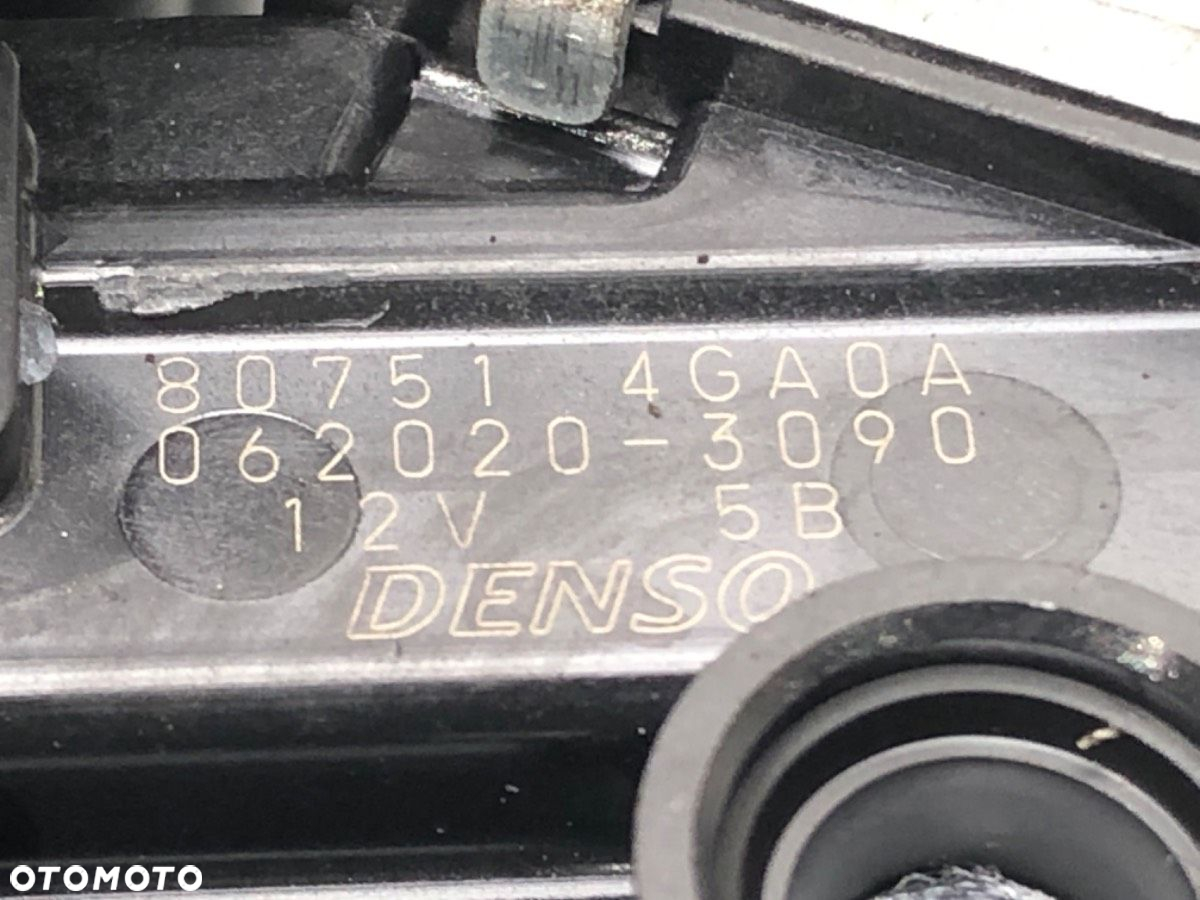 80751 4GA0A
062020-3090
12V 5B
DENSO
OTOMOTO